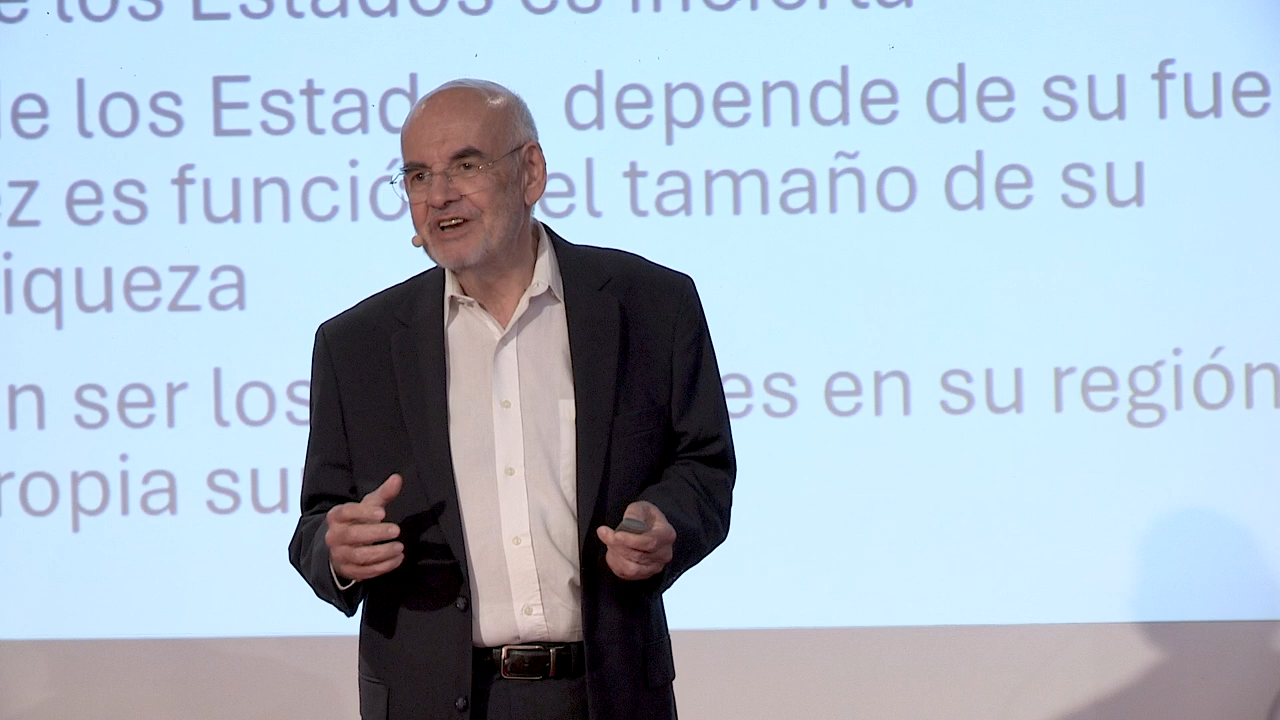 e los Estados es incierta
de los Estad depende de su fue
ez es funció el tamaño de su
iqueza
n ser los es en su región
ropia su